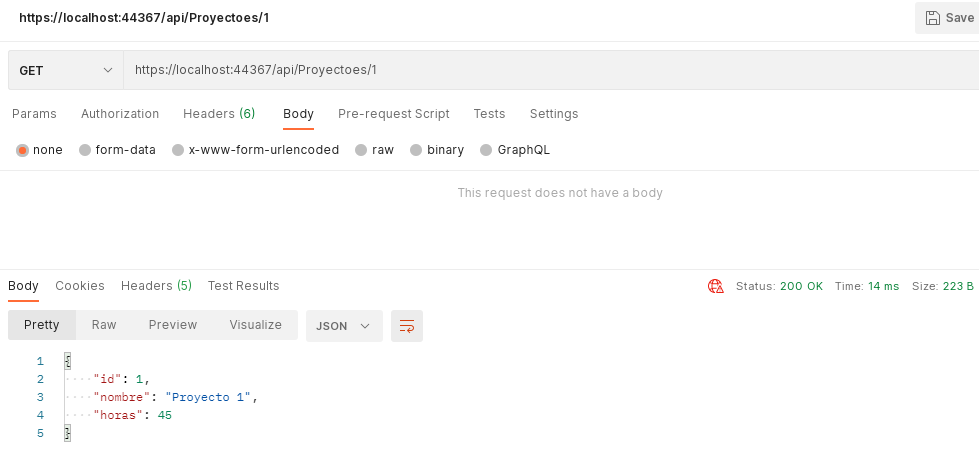 https://localhost:44367/api/Proyectoes/1 Save
GET https://localhost:44367/api/Proyectoes/1
Params Authorization Headers (6) Body Pre-request Script Tests Settings
none form-data x-www-form-urlencoded raw binary GraphQL
This request does not have a body
Body Cookies Headers (5) Test Results Status: 200 OK Time: 14 ms Size: 223 B
Pretty Raw Preview Visualize JSON
1 {
2 "id": 1,
3 "nombre": "Proyecto 1",
4 "horas": 45
5 }